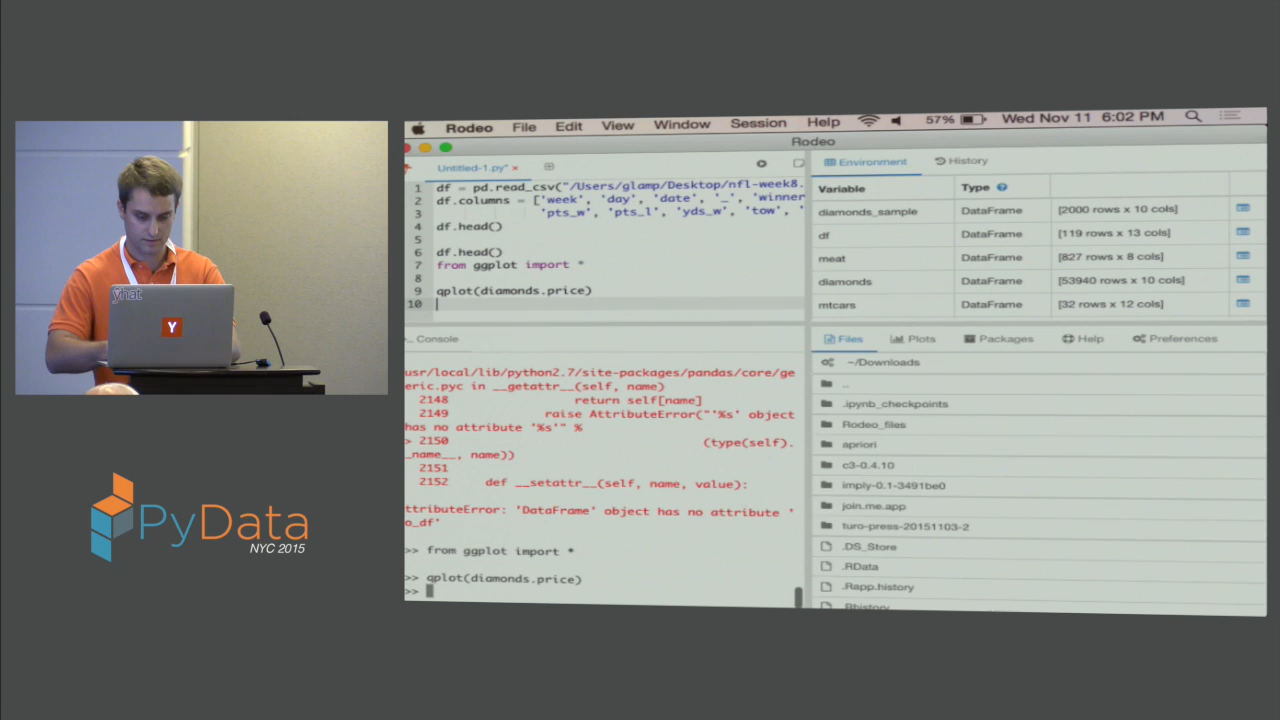 Rodeo File Edit View Window Session Help 57% Wed Nov 11 6:02 PM
Rodeo
Untitled-1.py* ×
1 df = pd.read_csv("/Users/glamp/Desktop/nfl-week8.
2 df.columns = ['week', 'day', 'date', '_', 'winner
3 'pts_w', 'pts_l', 'yds_w', 'tow', '
4 df.head()
5
6 df.head()
7 from ggplot import *
8
9 qplot(diamonds.price)
10
Environment History
Variable Type
diamonds_sample DataFrame [2000 rows x 10 cols]
df DataFrame [119 rows x 13 cols]
meat DataFrame [827 rows x 8 cols]
diamonds DataFrame [53940 rows x 10 cols]
mtcars DataFrame [32 rows x 12 cols]
Console
usr/local/lib/python2.7/site-packages/pandas/core/ge
eric.pyc in __getattr__(self, name)
2148 return self[name]
2149 raise AttributeError("'%s' object
has no attribute '%s'" %
> 2150 (type(self).
_name__, name))
2151
2152 def __setattr__(self, name, value):
ttributeError: 'DataFrame' object has no attribute '
o_df'
>> from ggplot import *
>> qplot(diamonds.price)
>>
Files Plots Packages Help Preferences
~/Downloads
..
.ipynb_checkpoints
Rodeo_files
apriori
c3-0.4.10
imply-0.1-3491be0
join.me.app
turo-press-20151103-2
.DS_Store
.RData
.Rapp.history
.Rhistory
ŷhat
Y
PyData
NYC 2015